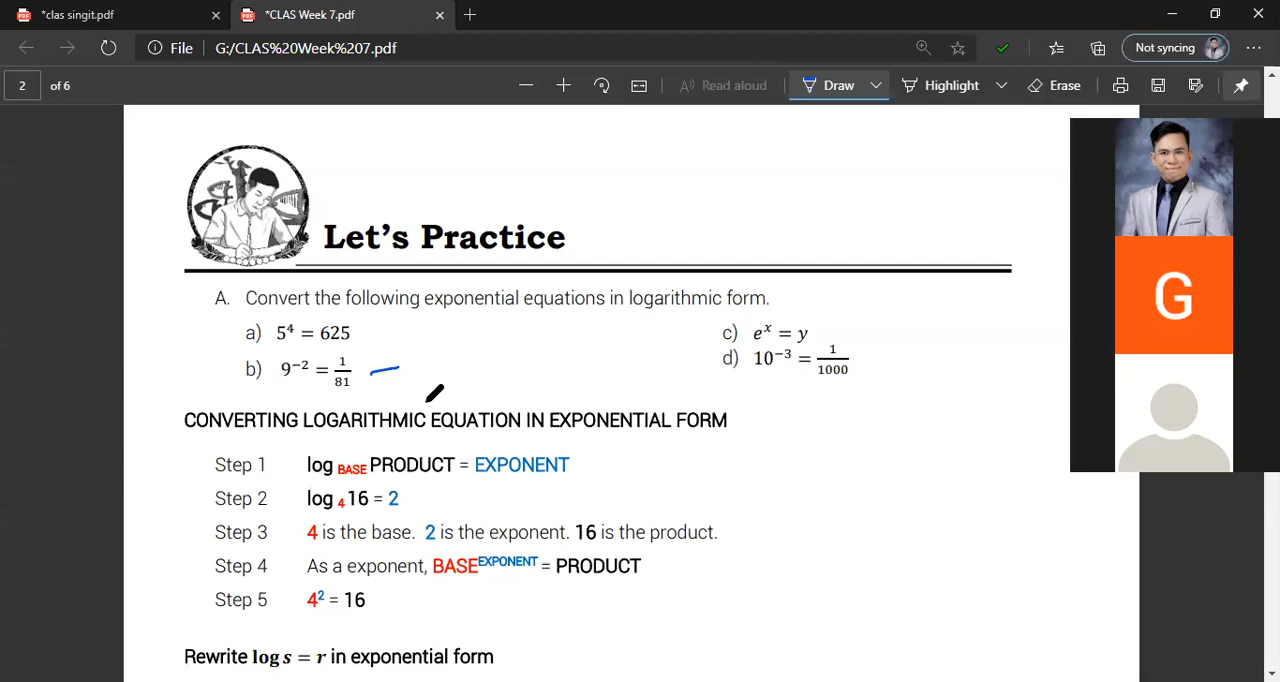 *clas singit.pdf
*CLAS Week 7.pdf
File
G:/CLAS%20Week%207.pdf
Not syncing
2 of 6
Read aloud
Draw
Highlight
Erase
Let's Practice
A. Convert the following exponential equations in logarithmic form.
a) 5⁴ = 625
c) eˣ = y
b) 9⁻² = 1/81
d) 10⁻³ = 1/1000
G
CONVERTING LOGARITHMIC EQUATION IN EXPONENTIAL FORM
Step 1 log BASE PRODUCT = EXPONENT
Step 2 log 4 16 = 2
Step 3 4 is the base. 2 is the exponent. 16 is the product.
Step 4 As a exponent, BASE^EXPONENT = PRODUCT
Step 5 4² = 16
Rewrite log s = r in exponential form